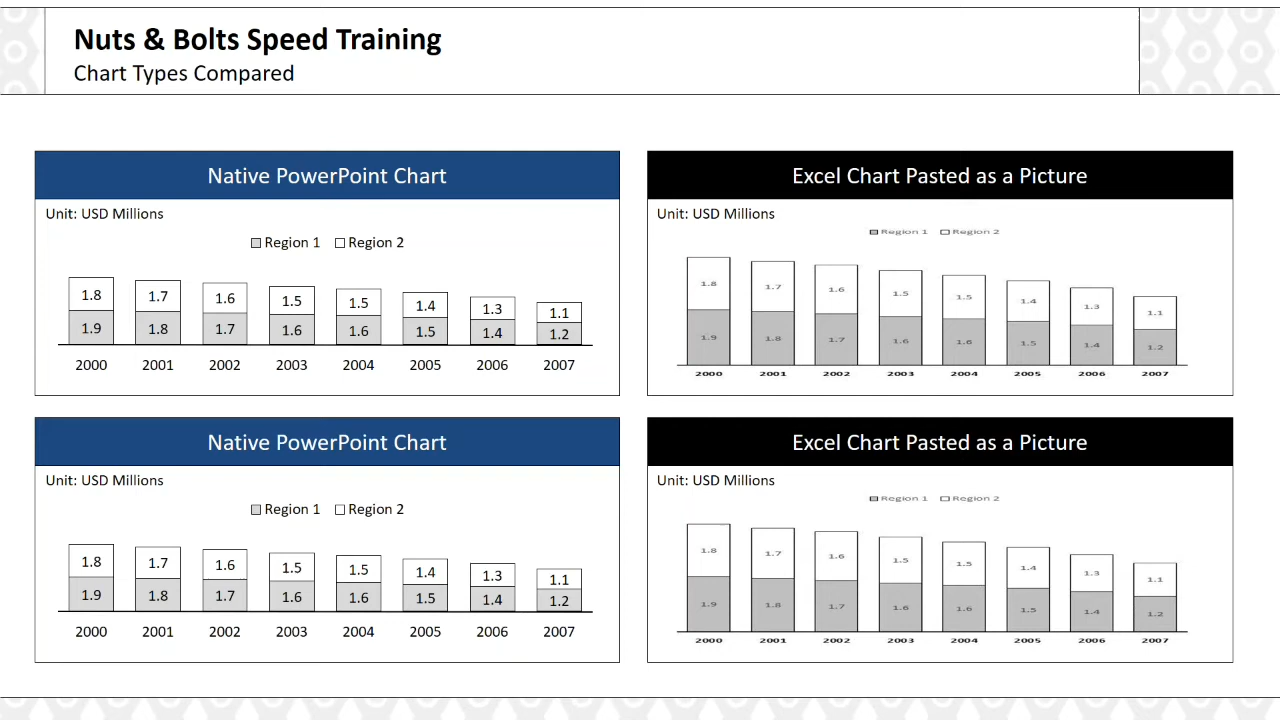 Nuts & Bolts Speed Training
Chart Types Compared
Native PowerPoint Chart
Unit: USD Millions
Region 1 Region 2
1.8 1.7 1.6 1.5 1.5 1.4 1.3 1.1
1.9 1.8 1.7 1.6 1.6 1.5 1.4 1.2
2000 2001 2002 2003 2004 2005 2006 2007
Excel Chart Pasted as a Picture
Unit: USD Millions
Region 1 Region 2
1.8 1.7 1.6 1.5 1.5 1.4 1.3 1.1
1.9 1.8 1.7 1.6 1.6 1.5 1.4 1.2
2000 2001 2002 2003 2004 2005 2006 2007
Native PowerPoint Chart
Unit: USD Millions
Region 1 Region 2
1.8 1.7 1.6 1.5 1.5 1.4 1.3 1.1
1.9 1.8 1.7 1.6 1.6 1.5 1.4 1.2
2000 2001 2002 2003 2004 2005 2006 2007
Excel Chart Pasted as a Picture
Unit: USD Millions
Region 1 Region 2
1.8 1.7 1.6 1.5 1.5 1.4 1.3 1.1
1.9 1.8 1.7 1.6 1.6 1.5 1.4 1.2
2000 2001 2002 2003 2004 2005 2006 2007